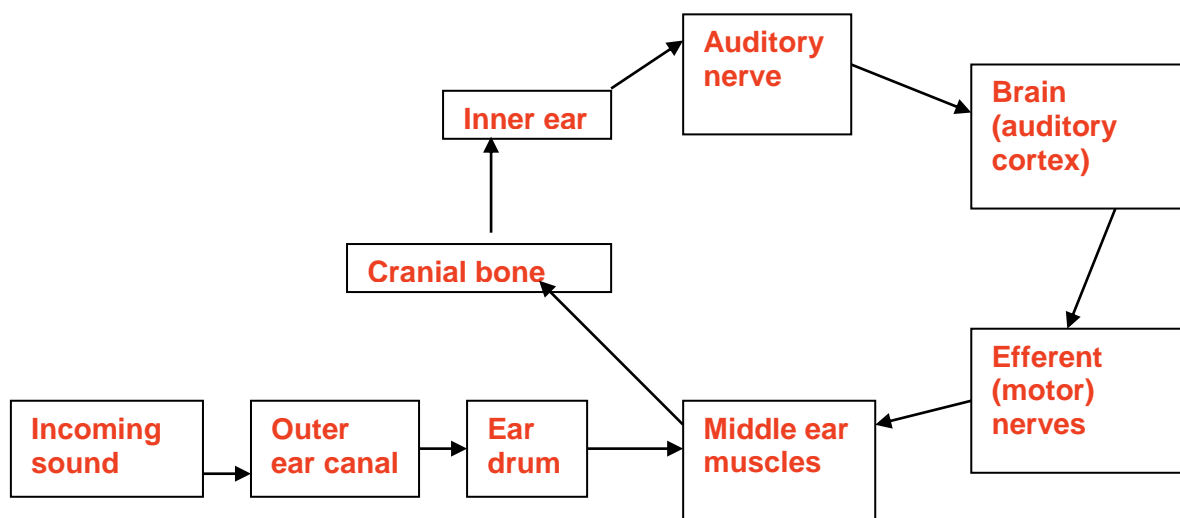 Auditory
nerve
Brain
(auditory
cortex)
Inner ear
Cranial bone
Efferent
(motor)
nerves
Incoming
sound
Outer
ear canal
Ear
drum
Middle ear
muscles